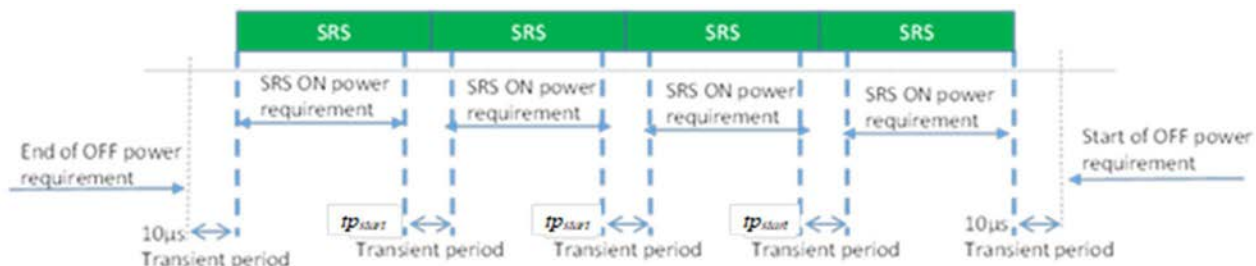 SRS SRS SRS SRS
SRS ON power
requirement
SRS ON power
requirement
SRS ON power
requirement
SRS ON power
requirement
End of OFF power
requirement
Start of OFF power
requirement
10μs
Transient period
tpstart
Transient period
tpstart
Transient period
tpstart
Transient period
10μs
Transient period